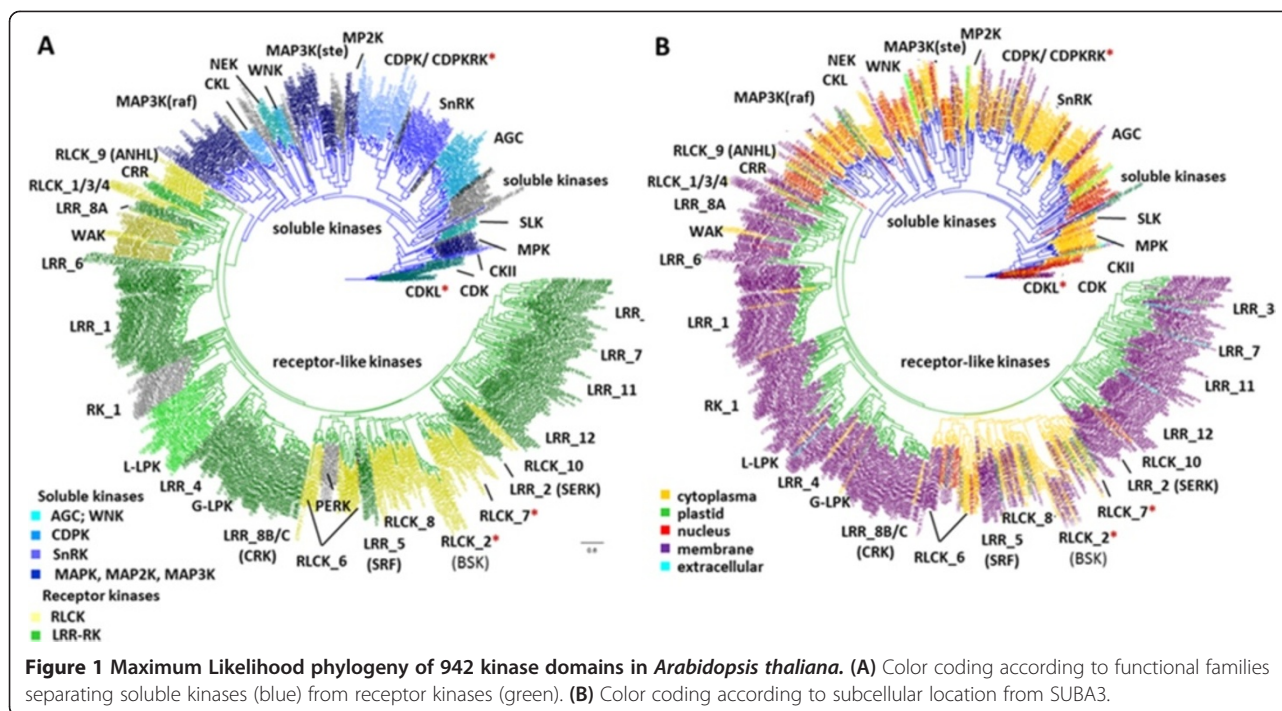 A
MAP3K(ste)
MP2K
CDPK/ CDPKRK*
NEK
WNK
CKL
SnRK
MAP3K(raf)
AGC
RLCK_9 (ANHL)
CRR
soluble kinases
RLCK_1/3/4
LRR_8A
soluble kinases
SLK
WAK
MPK
LRR_6
CKII
CDKL*
CDK
LRR_
LRR_1
receptor-like kinases
LRR_7
LRR_11
RK_1
LRR_12
L-LPK
RLCK_10
LRR_4
LRR_2 (SERK)
G-LPK
PERK
RLCK_7*
RLCK_8
LRR_8B/C
(CRK)
RLCK_6
LRR_5
(SRF)
RLCK_2*
(BSK)
0.6
Soluble kinases
AGC; WNK
CDPK
SnRK
MAPK, MAP2K, MAP3K
Receptor kinases
RLCK
LRR-RK
B
MAP3K(ste)
MP2K
CDPK/ CDPKRK*
NEK
WNK
CKL
SnRK
MAP3K(raf)
AGC
RLCK_9 (ANHL)
CRR
soluble kinases
RLCK_1/3/4
LRR_8A
soluble kinases
SLK
WAK
MPK
LRR_6
CKII
CDKL*
CDK
LRR_3
LRR_1
receptor-like kinases
LRR_7
LRR_11
RK_1
LRR_12
L-LPK
RLCK_10
LRR_4
LRR_2 (SERK)
G-LPK
RLCK_7*
RLCK_8
LRR_8B/C
(CRK)
RLCK_6
LRR_5
(SRF)
RLCK_2*
(BSK)
cytoplasma
plastid
nucleus
membrane
extracellular
Figure 1 Maximum Likelihood phylogeny of 942 kinase domains in Arabidopsis thaliana. (A) Color coding according to functional families
separating soluble kinases (blue) from receptor kinases (green). (B) Color coding according to subcellular location from SUBA3.